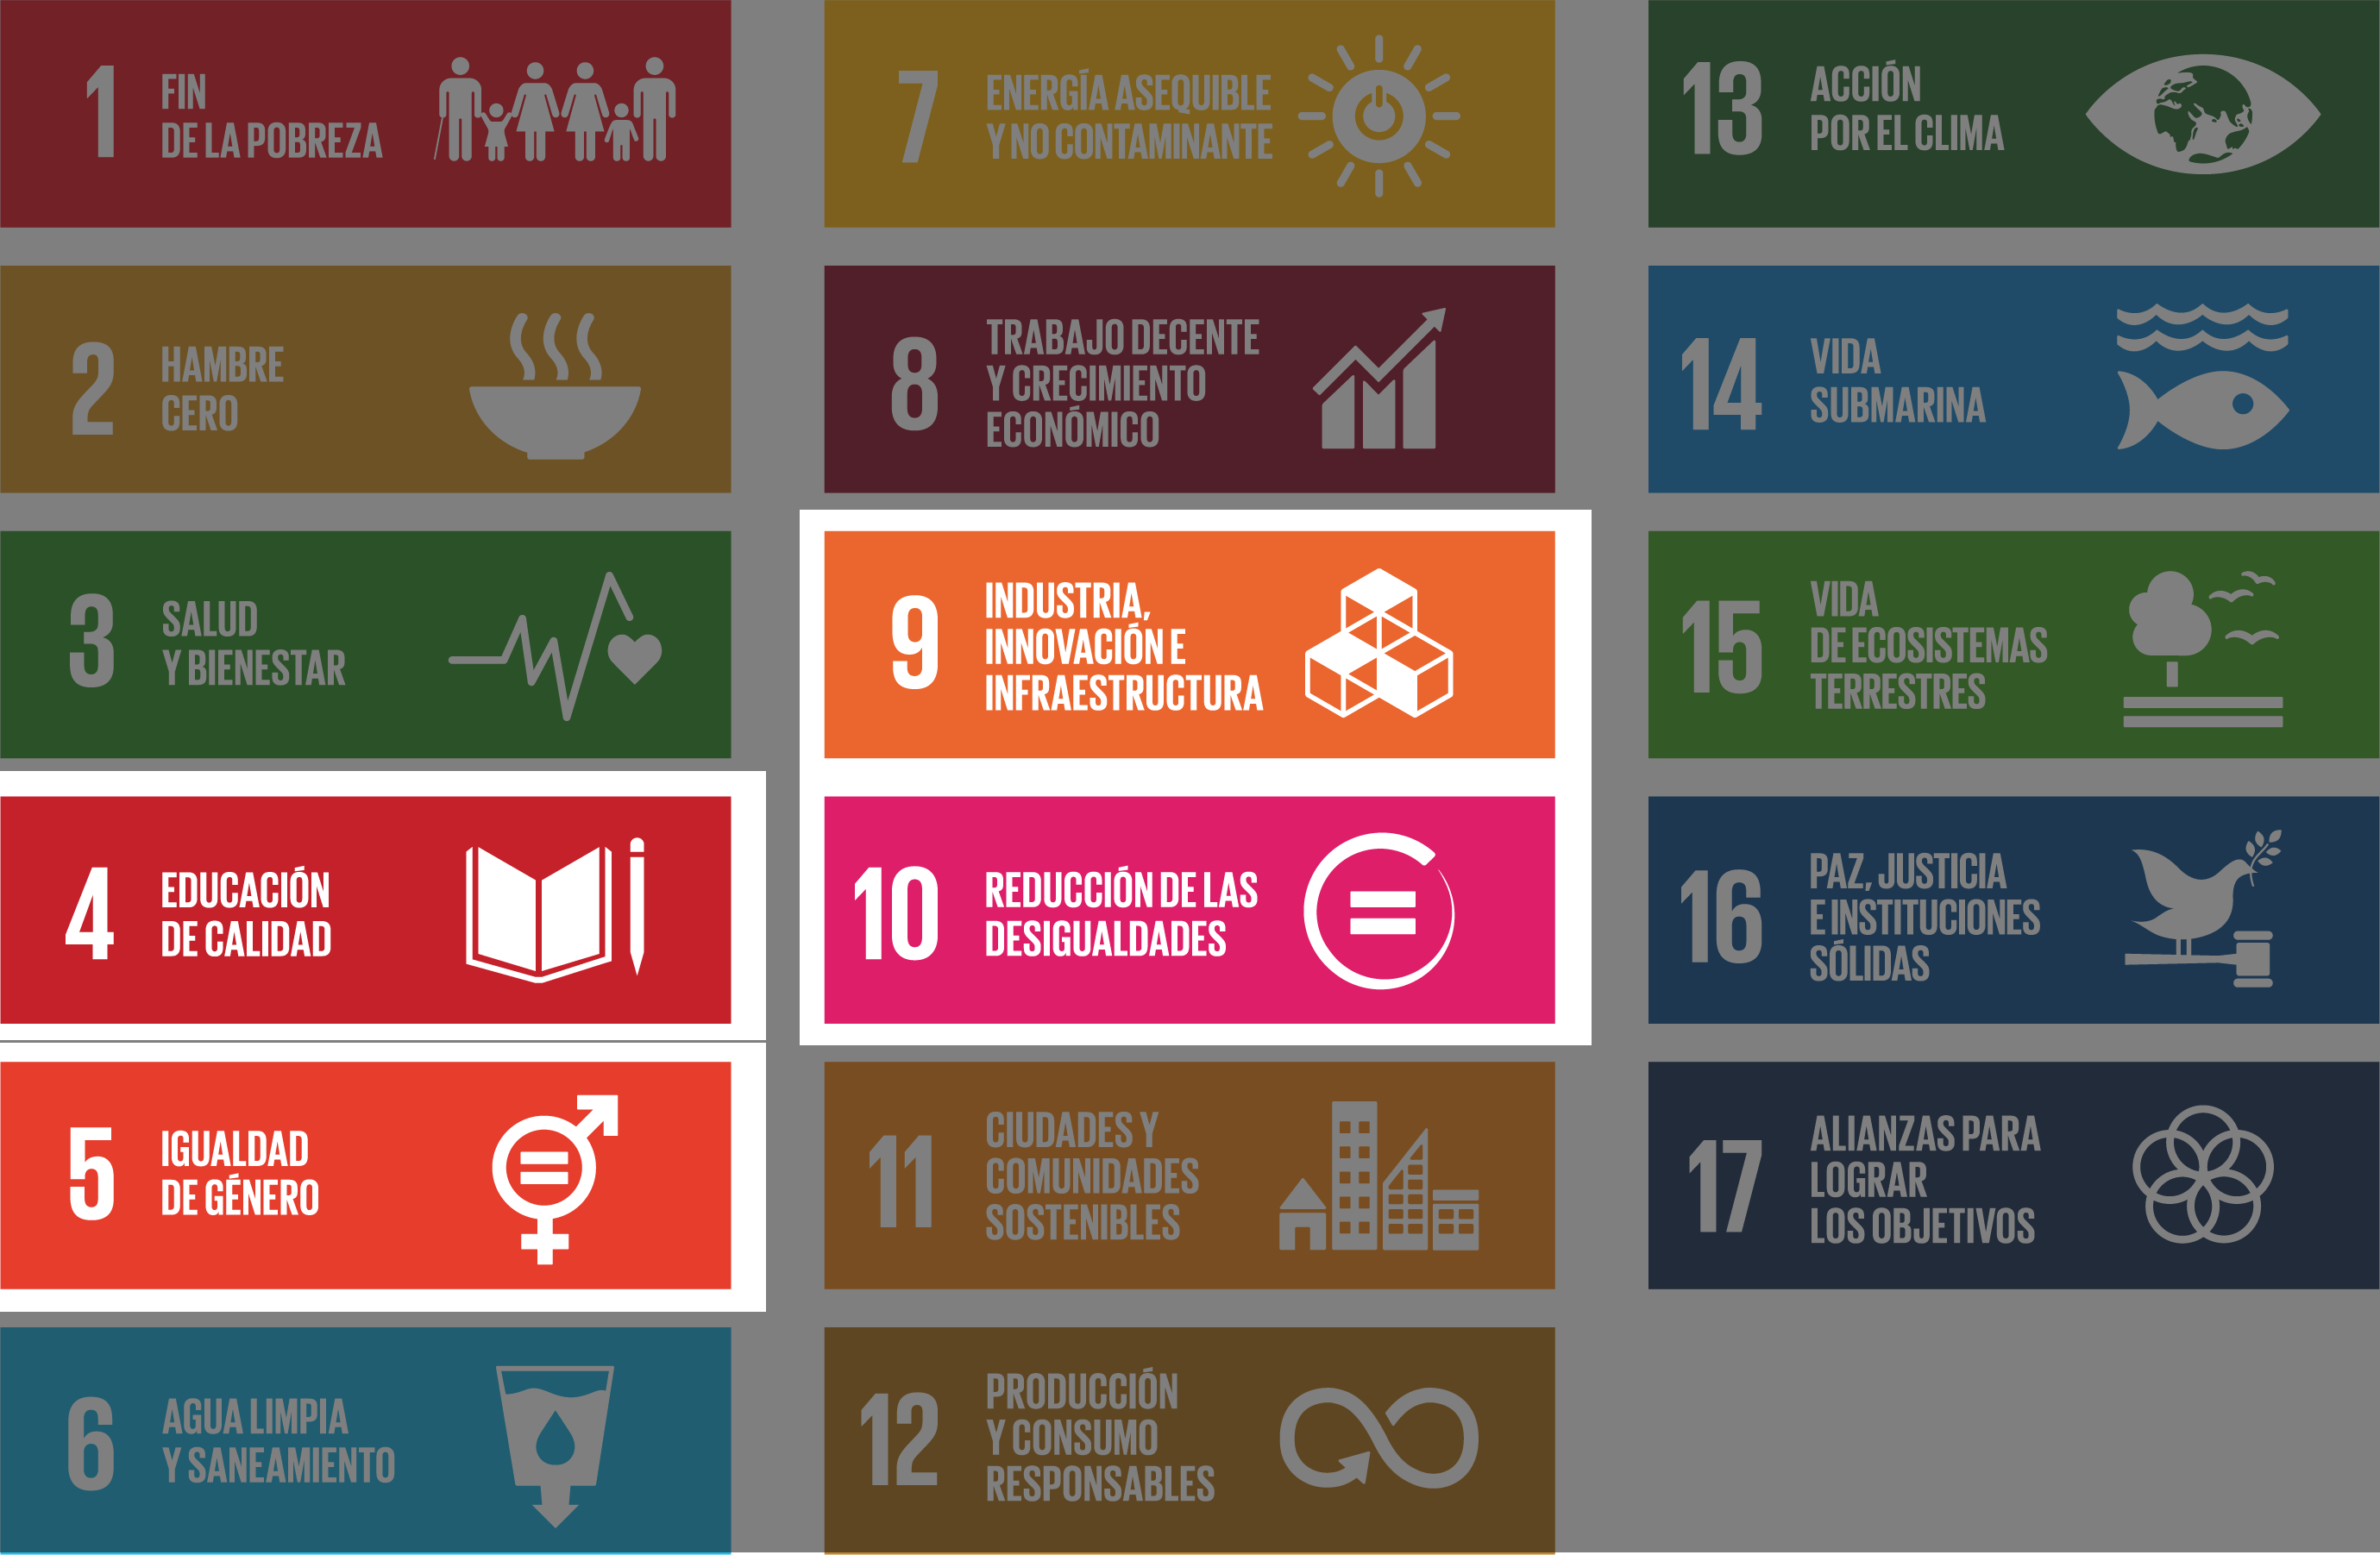 1
FIN
DE LA POBREZA
2
HAMBRE
CERO
3
SALUD
Y BIENESTAR
4
EDUCACIÓN
DE CALIDAD
5
IGUALDAD
DE GÉNERO
6
AGUA LIMPIA
Y SANEAMIENTO
7
ENERGÍA ASEQUIBLE
Y NO CONTAMINANTE
8
TRABAJO DECENTE
Y CRECIMIENTO
ECONÓMICO
9
INDUSTRIA,
INNOVACIÓN E
INFRAESTRUCTURA
10
REDUCCIÓN DE LAS
DESIGUALDADES
11
CIUDADES Y
COMUNIDADES
SOSTENIBLES
12
PRODUCCIÓN
Y CONSUMO
RESPONSABLES
13
ACCIÓN
POR EL CLIMA
14
VIDA
SUBMARINA
15
VIDA
DE ECOSISTEMAS
TERRESTRES
16
PAZ, JUSTICIA
E INSTITUCIONES
SÓLIDAS
17
ALIANZAS PARA
LOGRAR
LOS OBJETIVOS